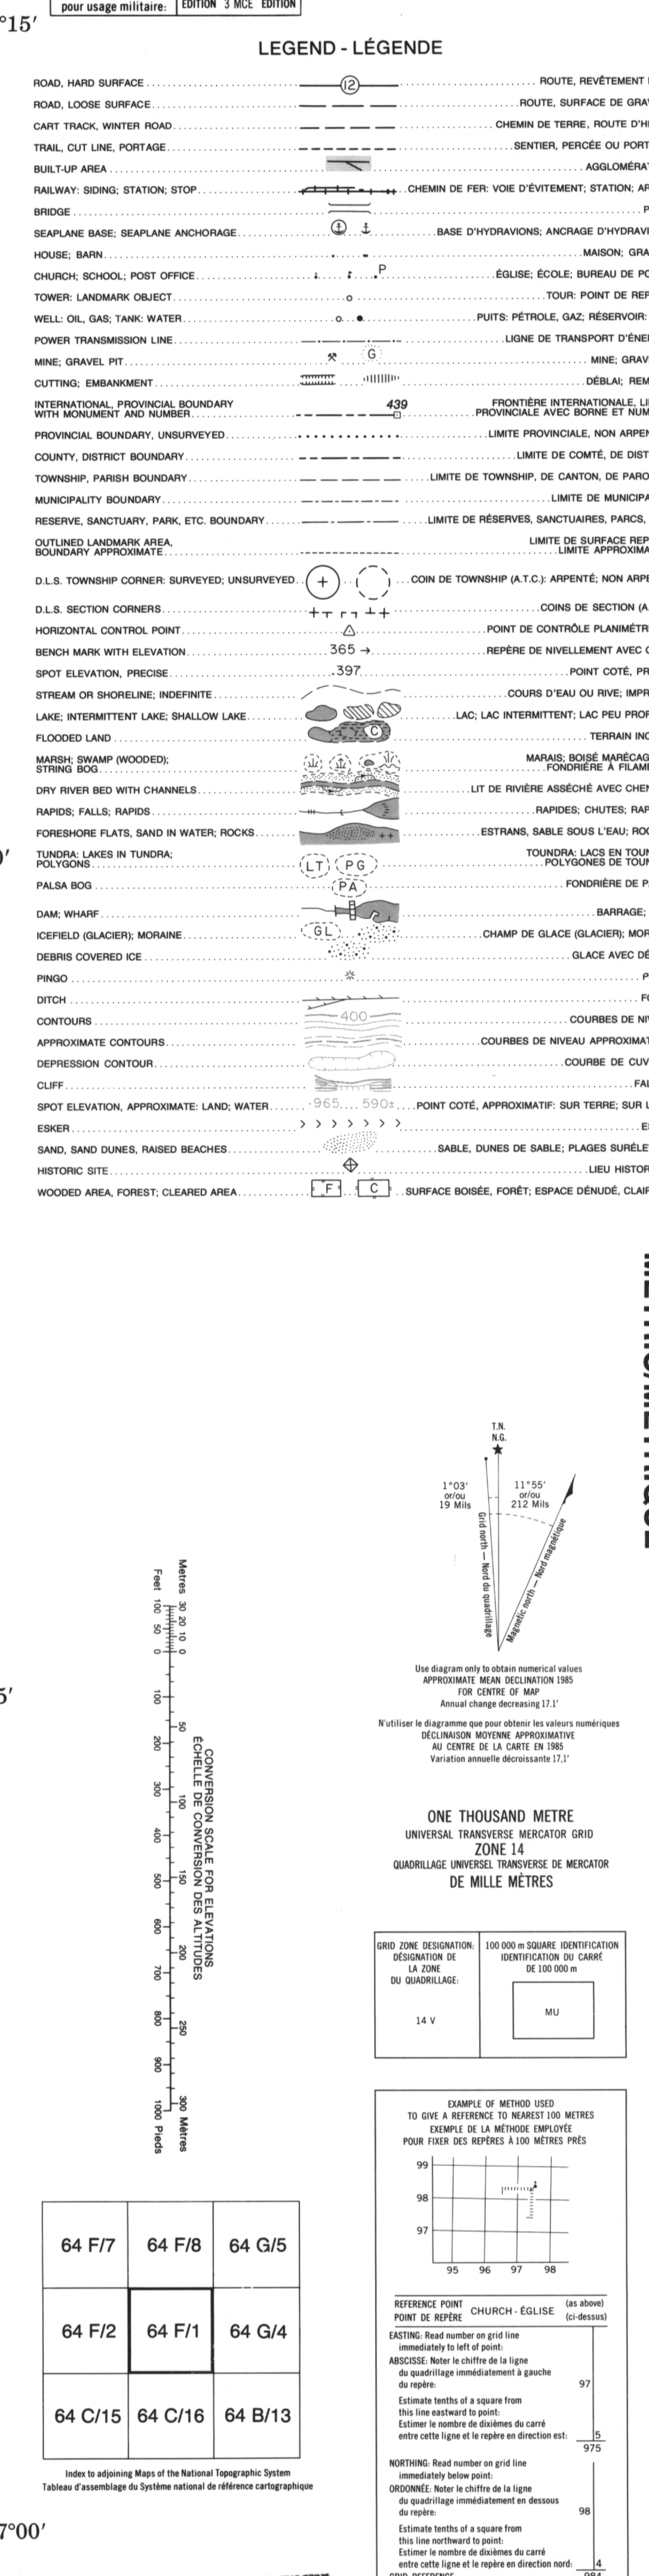 pour usage militaire: EDITION 3 MCE EDITION
°15′
LEGEND - LÉGENDE
ROAD, HARD SURFACE 12 ROUTE, REVÊTEMENT
ROAD, LOOSE SURFACE ROUTE, SURFACE DE GRA
CART TRACK, WINTER ROAD CHEMIN DE TERRE, ROUTE D'H
TRAIL, CUT LINE, PORTAGE SENTIER, PERCÉE OU PORT
BUILT-UP AREA AGGLOMÉRA
RAILWAY: SIDING; STATION; STOP CHEMIN DE FER: VOIE D'ÉVITEMENT; STATION; AR
BRIDGE P
SEAPLANE BASE; SEAPLANE ANCHORAGE BASE D'HYDRAVIONS; ANCRAGE D'HYDRAVI
HOUSE; BARN MAISON; GRA
CHURCH; SCHOOL; POST OFFICE P ÉGLISE; ÉCOLE; BUREAU DE PO
TOWER: LANDMARK OBJECT TOUR: POINT DE REP
WELL: OIL, GAS; TANK: WATER PUITS: PÉTROLE, GAZ; RÉSERVOIR:
POWER TRANSMISSION LINE LIGNE DE TRANSPORT D'ÉNE
MINE; GRAVEL PIT G MINE; GRAV
CUTTING; EMBANKMENT DÉBLAI; REM
INTERNATIONAL, PROVINCIAL BOUNDARY 439 FRONTIÈRE INTERNATIONALE, LI
WITH MONUMENT AND NUMBER PROVINCIALE AVEC BORNE ET NUM
PROVINCIAL BOUNDARY, UNSURVEYED LIMITE PROVINCIALE, NON ARPEN
COUNTY, DISTRICT BOUNDARY LIMITE DE COMTÉ, DE DIST
TOWNSHIP, PARISH BOUNDARY LIMITE DE TOWNSHIP, DE CANTON, DE PARO
MUNICIPALITY BOUNDARY LIMITE DE MUNICIPA
RESERVE, SANCTUARY, PARK, ETC. BOUNDARY LIMITE DE RÉSERVES, SANCTUAIRES, PARCS,
OUTLINED LANDMARK AREA, LIMITE DE SURFACE REP
BOUNDARY APPROXIMATE LIMITE APPROXIMA
D.L.S. TOWNSHIP CORNER: SURVEYED; UNSURVEYED COIN DE TOWNSHIP (A.T.C.): ARPENTÉ; NON ARPE
D.L.S. SECTION CORNERS COINS DE SECTION (A
HORIZONTAL CONTROL POINT POINT DE CONTRÔLE PLANIMÉTR
BENCH MARK WITH ELEVATION 365 → REPÈRE DE NIVELLEMENT AVEC C
SPOT ELEVATION, PRECISE .397 POINT COTÉ, PR
STREAM OR SHORELINE; INDEFINITE COURS D'EAU OU RIVE; IMPR
LAKE; INTERMITTENT LAKE; SHALLOW LAKE LAC; LAC INTERMITTENT; LAC PEU PROF
FLOODED LAND C TERRAIN INO
MARSH; SWAMP (WOODED); MARAIS; BOISÉ MARÉCAG
STRING BOG FONDRIÈRE À FILAM
DRY RIVER BED WITH CHANNELS LIT DE RIVIÈRE ASSÉCHÉ AVEC CHEN
RAPIDS; FALLS; RAPIDS RAPIDES; CHUTES; RAP
FORESHORE FLATS, SAND IN WATER; ROCKS ESTRANS, SABLE SOUS L'EAU; ROC
0′
TUNDRA: LAKES IN TUNDRA; TOUNDRA: LACS EN TOUN
POLYGONS LT PG POLYGONES DE TOUN
PALSA BOG PA FONDRIÈRE DE PA
DAM; WHARF BARRAGE;
ICEFIELD (GLACIER); MORAINE GL CHAMP DE GLACE (GLACIER); MOR
DEBRIS COVERED ICE GLACE AVEC DÉ
PINGO P
DITCH FO
CONTOURS 400 COURBES DE NIV
APPROXIMATE CONTOURS COURBES DE NIVEAU APPROXIMAT
DEPRESSION CONTOUR COURBE DE CUV
CLIFF FAL
SPOT ELEVATION, APPROXIMATE: LAND; WATER ·965 590± POINT COTÉ, APPROXIMATIF: SUR TERRE; SUR L
ESKER > > > > > > E
SAND, SAND DUNES, RAISED BEACHES SABLE, DUNES DE SABLE; PLAGES SURÉLE
HISTORIC SITE LIEU HISTOR
WOODED AREA, FOREST; CLEARED AREA F C SURFACE BOISÉE, FORÊT; ESPACE DÉNUDÉ, CLAIR
T.N.
N.G.
1°03′
or/ou
19 Mils
11°55′
or/ou
212 Mils
Grid north — Nord du quadrillage
Magnetic north — Nord magnétique
Use diagram only to obtain numerical values
APPROXIMATE MEAN DECLINATION 1985
FOR CENTRE OF MAP
Annual change decreasing 17.1′
N'utiliser le diagramme que pour obtenir les valeurs numériques
DÉCLINAISON MOYENNE APPROXIMATIVE
AU CENTRE DE LA CARTE EN 1985
Variation annuelle décroissante 17,1′
5′
CONVERSION SCALE FOR ELEVATIONS
ÉCHELLE DE CONVERSION DES ALTITUDES
Metres 30 20 10 0 50 100 150 200 250 300 Mètres
Feet 100 50 0 100 200 300 400 500 600 700 800 900 1000 Pieds
ONE THOUSAND METRE
UNIVERSAL TRANSVERSE MERCATOR GRID
ZONE 14
QUADRILLAGE UNIVERSEL TRANSVERSE DE MERCATOR
DE MILLE MÈTRES
GRID ZONE DESIGNATION:
DÉSIGNATION DE
LA ZONE
DU QUADRILLAGE:
14 V
100 000 m SQUARE IDENTIFICATION
IDENTIFICATION DU CARRÉ
DE 100 000 m
MU
EXAMPLE OF METHOD USED
TO GIVE A REFERENCE TO NEAREST 100 METRES
EXEMPLE DE LA MÉTHODE EMPLOYÉE
POUR FIXER DES REPÈRES À 100 MÈTRES PRÈS
99
98
97
95 96 97 98
REFERENCE POINT
POINT DE REPÈRE
CHURCH - ÉGLISE
(as above)
(ci-dessus)
EASTING: Read number on grid line
immediately to left of point:
ABSCISSE: Noter le chiffre de la ligne
du quadrillage immédiatement à gauche
du repère: 97
Estimate tenths of a square from
this line eastward to point:
Estimer le nombre de dixièmes du carré
entre cette ligne et le repère en direction est: 5
975
NORTHING: Read number on grid line
immediately below point:
ORDONNÉE: Noter le chiffre de la ligne
du quadrillage immédiatement en dessous
du repère: 98
Estimate tenths of a square from
this line northward to point:
Estimer le nombre de dixièmes du carré
entre cette ligne et le repère en direction nord: 4
984
64 F/7 64 F/8 64 G/5
64 F/2 64 F/1 64 G/4
64 C/15 64 C/16 64 B/13
Index to adjoining Maps of the National Topographic System
Tableau d'assemblage du Système national de référence cartographique
7°00′